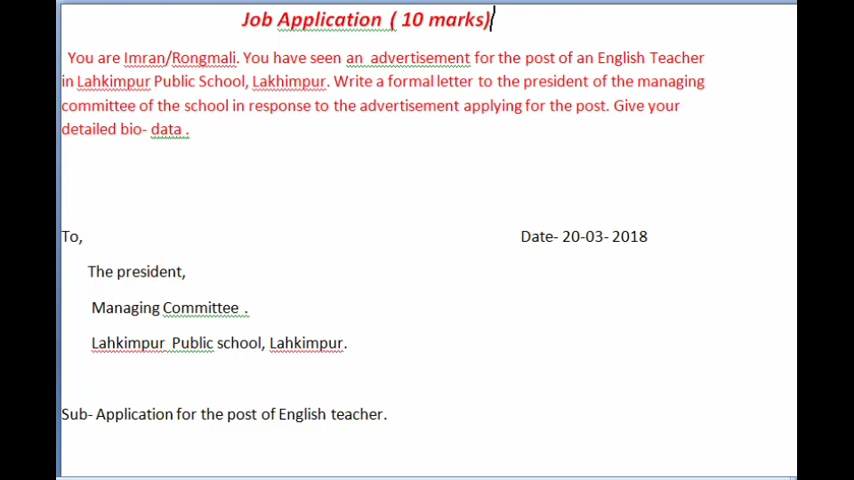 Job Application ( 10 marks)
You are Imran/Rongmali. You have seen an advertisement for the post of an English Teacher
in Lahkimpur Public School, Lakhimpur. Write a formal letter to the president of the managing
committee of the school in response to the advertisement applying for the post. Give your
detailed bio- data .
To, Date- 20-03- 2018
The president,
Managing Committee .
Lahkimpur Public school, Lahkimpur.
Sub- Application for the post of English teacher.